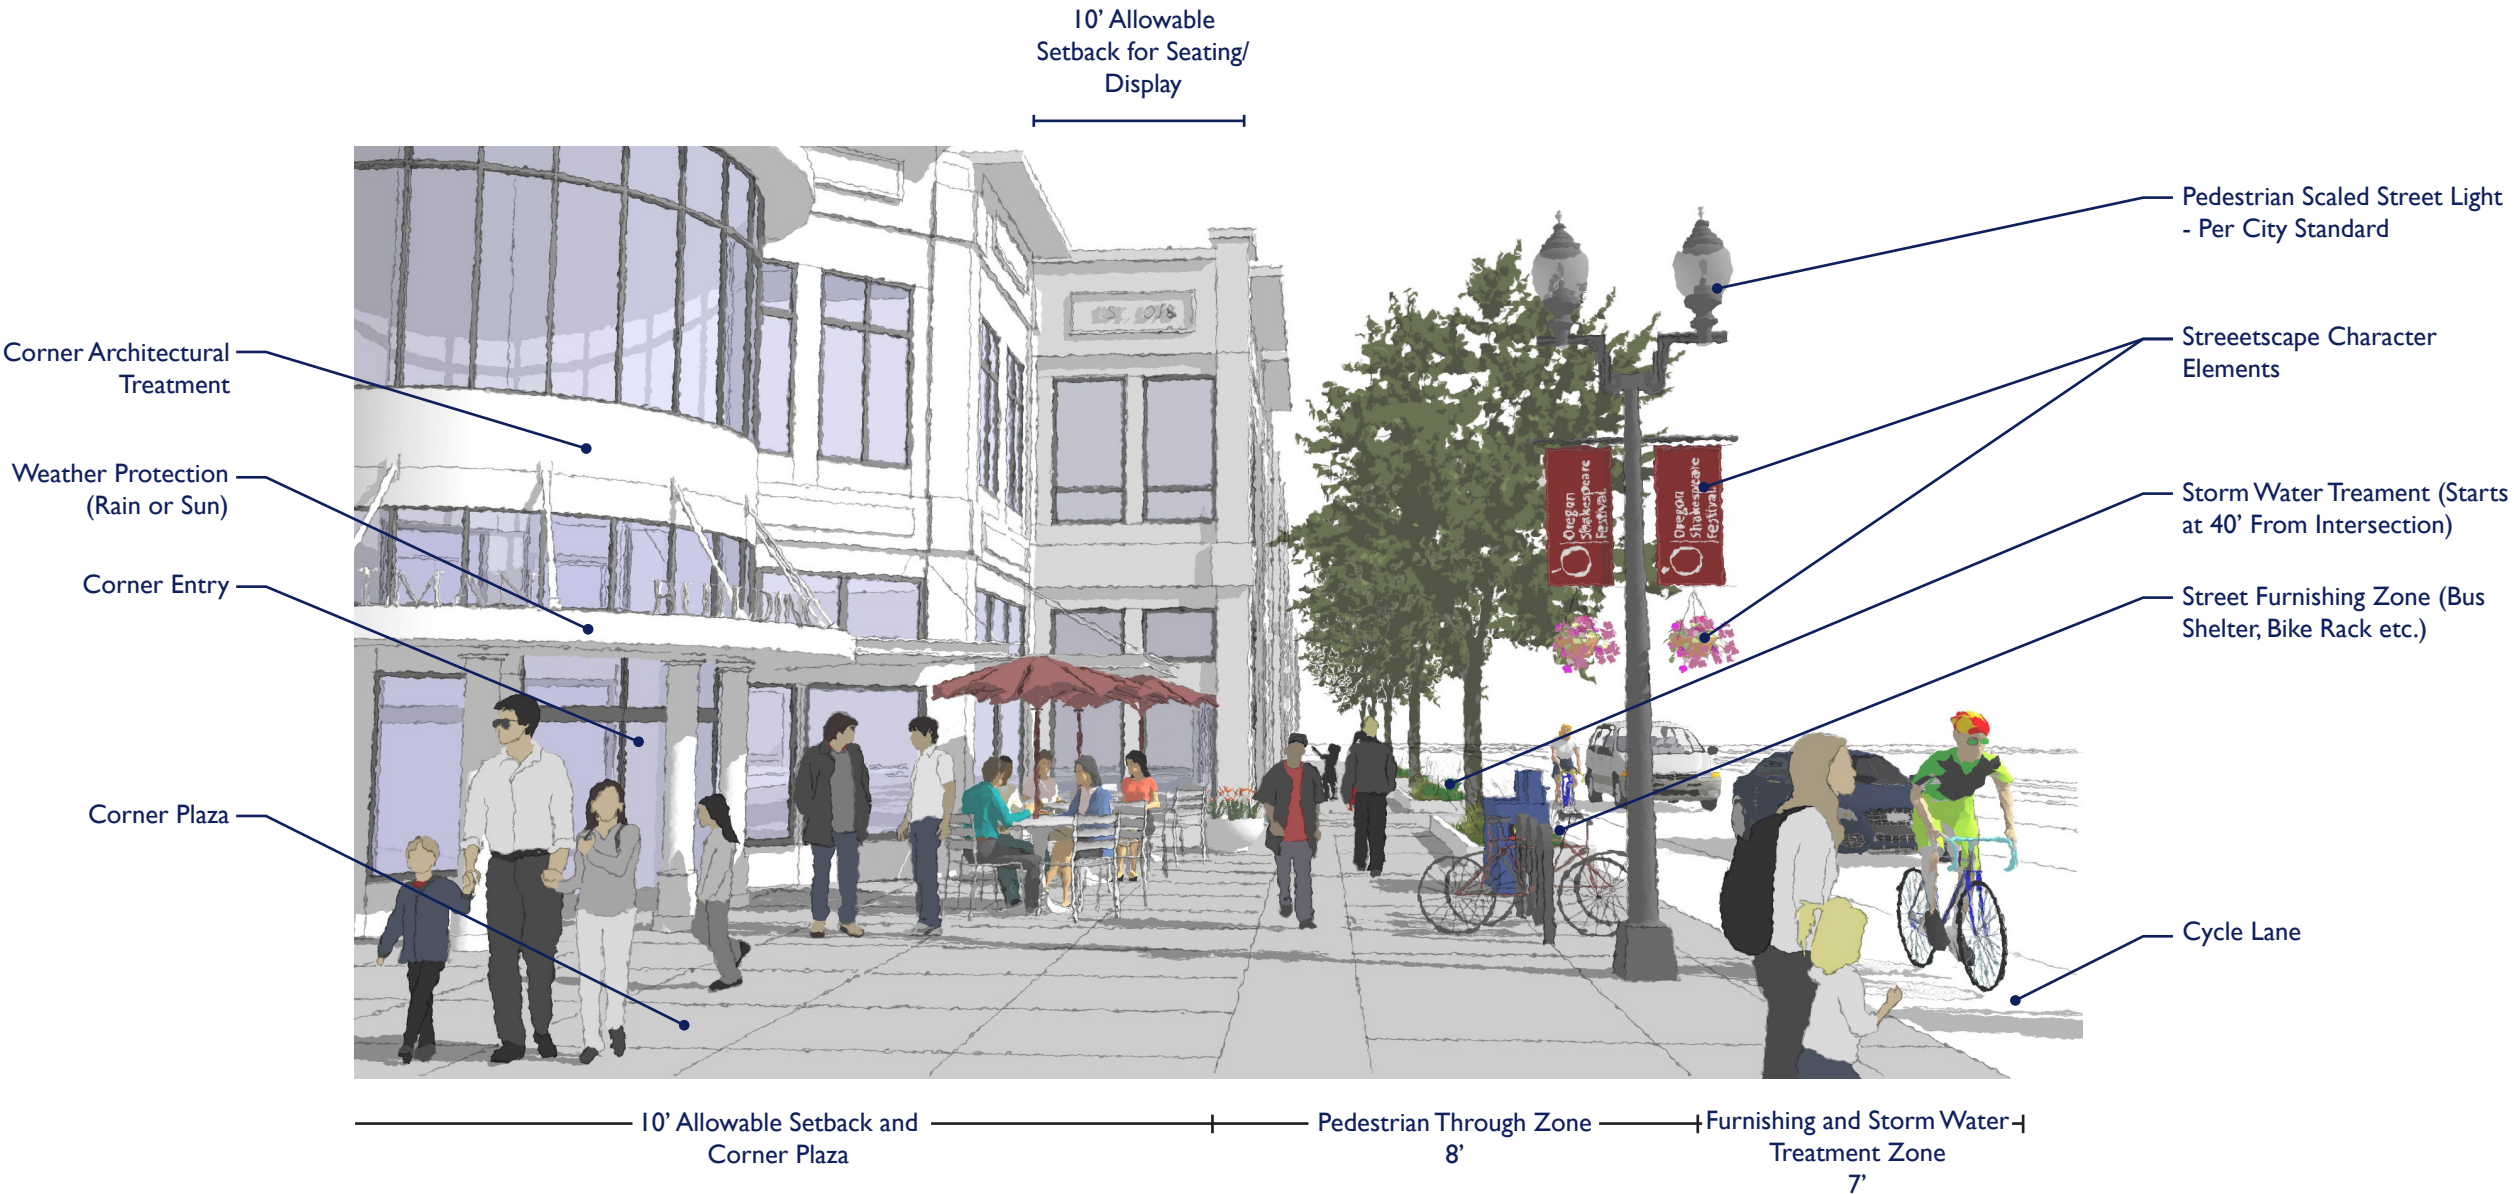 10’ Allowable
Setback for Seating/
Display
Pedestrian Scaled Street Light
- Per City Standard
Streeetscape Character
Elements
Corner Architectural
Treatment
Weather Protection
(Rain or Sun)
Storm Water Treament (Starts
at 40’ From Intersection)
Corner Entry
Street Furnishing Zone (Bus
Shelter, Bike Rack etc.)
Corner Plaza
Cycle Lane
Oregon
Shakespeare
Festival
Oregon
Shakespeare
Festival
10’ Allowable Setback and
Corner Plaza
Pedestrian Through Zone
8’
Furnishing and Storm Water
Treatment Zone
7’